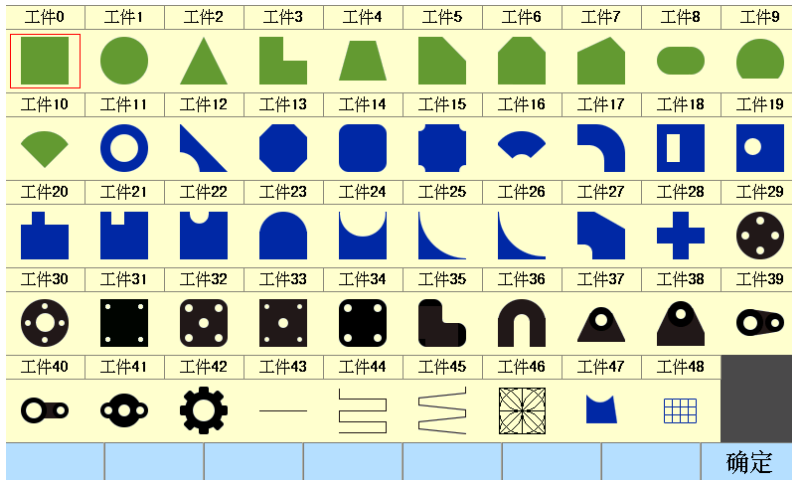 工件0 工件1 工件2 工件3 工件4 工件5 工件6 工件7 工件8 工件9
工件10 工件11 工件12 工件13 工件14 工件15 工件16 工件17 工件18 工件19
工件20 工件21 工件22 工件23 工件24 工件25 工件26 工件27 工件28 工件29
工件30 工件31 工件32 工件33 工件34 工件35 工件36 工件37 工件38 工件39
工件40 工件41 工件42 工件43 工件44 工件45 工件46 工件47 工件48
确定